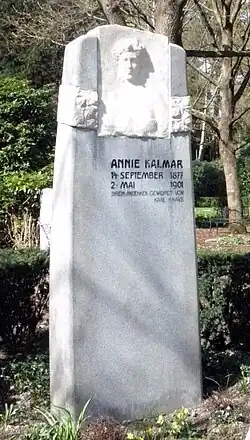 ANNIE KALMAR
14·SEPTEMBER 1877
2·MAI 1901
IHREM ANDENKEN GEWIDMET VON
KARL KRAUS